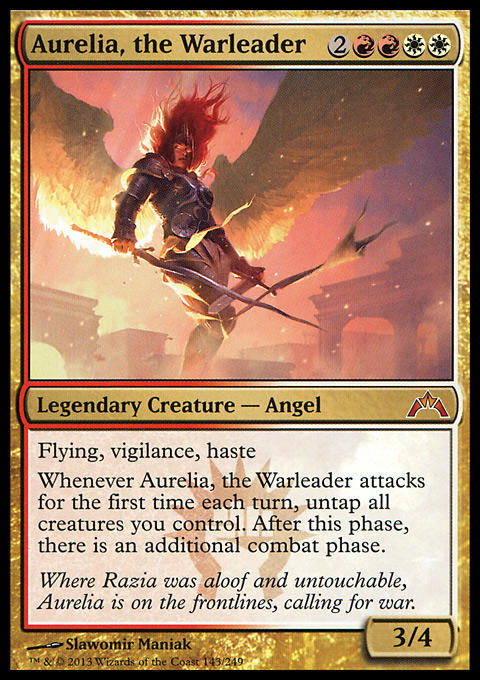 Aurelia, the Warleader 2
Legendary Creature — Angel
Flying, vigilance, haste
Whenever Aurelia, the Warleader attacks
for the first time each turn, untap all
creatures you control. After this phase,
there is an additional combat phase.
Where Razia was aloof and untouchable,
Aurelia is on the frontlines, calling for war.
Slawomir Maniak
3/4
™ & © 2013 Wizards of the Coast 143/249